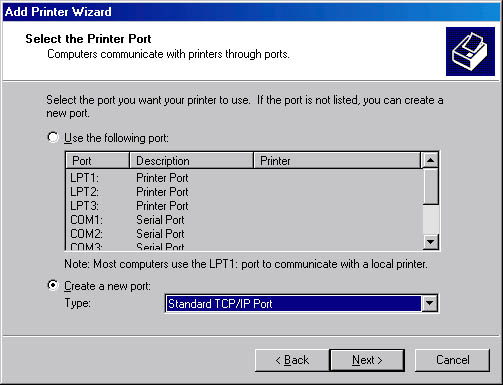 Add Printer Wizard
Select the Printer Port
Computers communicate with printers through ports.
Select the port you want your printer to use. If the port is not listed, you can create a
new port.
Use the following port:
Port Description Printer
LPT1: Printer Port
LPT2: Printer Port
LPT3: Printer Port
COM1: Serial Port
COM2: Serial Port
COM3: Serial Port
Note: Most computers use the LPT1: port to communicate with a local printer.
Create a new port:
Type: Standard TCP/IP Port
< Back Next > Cancel